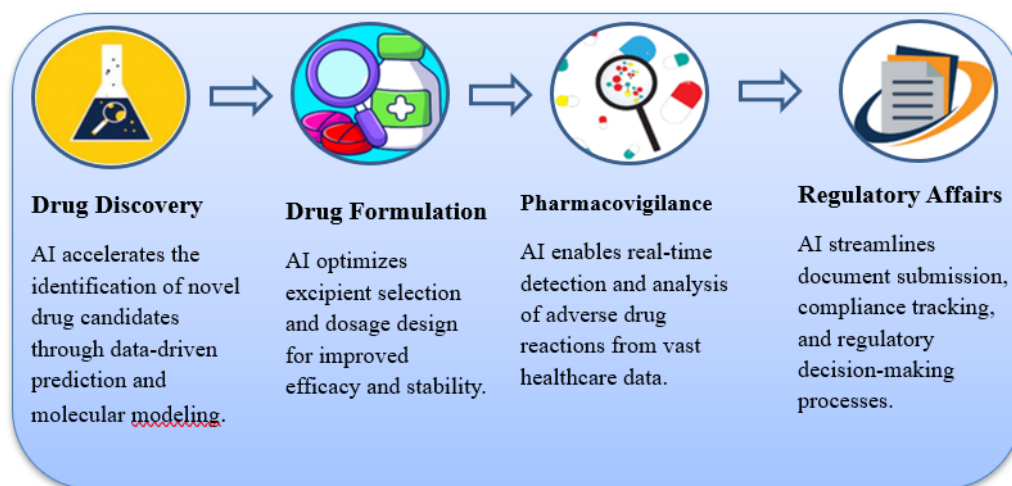 Drug Discovery
AI accelerates the
identification of novel
drug candidates
through data-driven
prediction and
molecular modeling.
Drug Formulation
AI optimizes
excipient selection
and dosage design
for improved
efficacy and stability.
Pharmacovigilance
AI enables real-time
detection and analysis
of adverse drug
reactions from vast
healthcare data.
Regulatory Affairs
AI streamlines
document submission,
compliance tracking,
and regulatory
decision-making
processes.